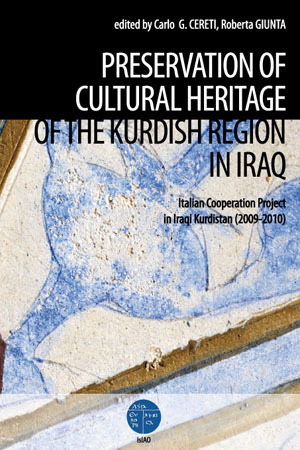 edited by Carlo G. CERETI, Roberta GIUNTA
PRESERVATION OF
CULTURAL HERITAGE
OF THE KURDISH REGION
IN IRAQ
Italian Cooperation Project
in Iraqi Kurdistan (2009-2010)
IsIAO